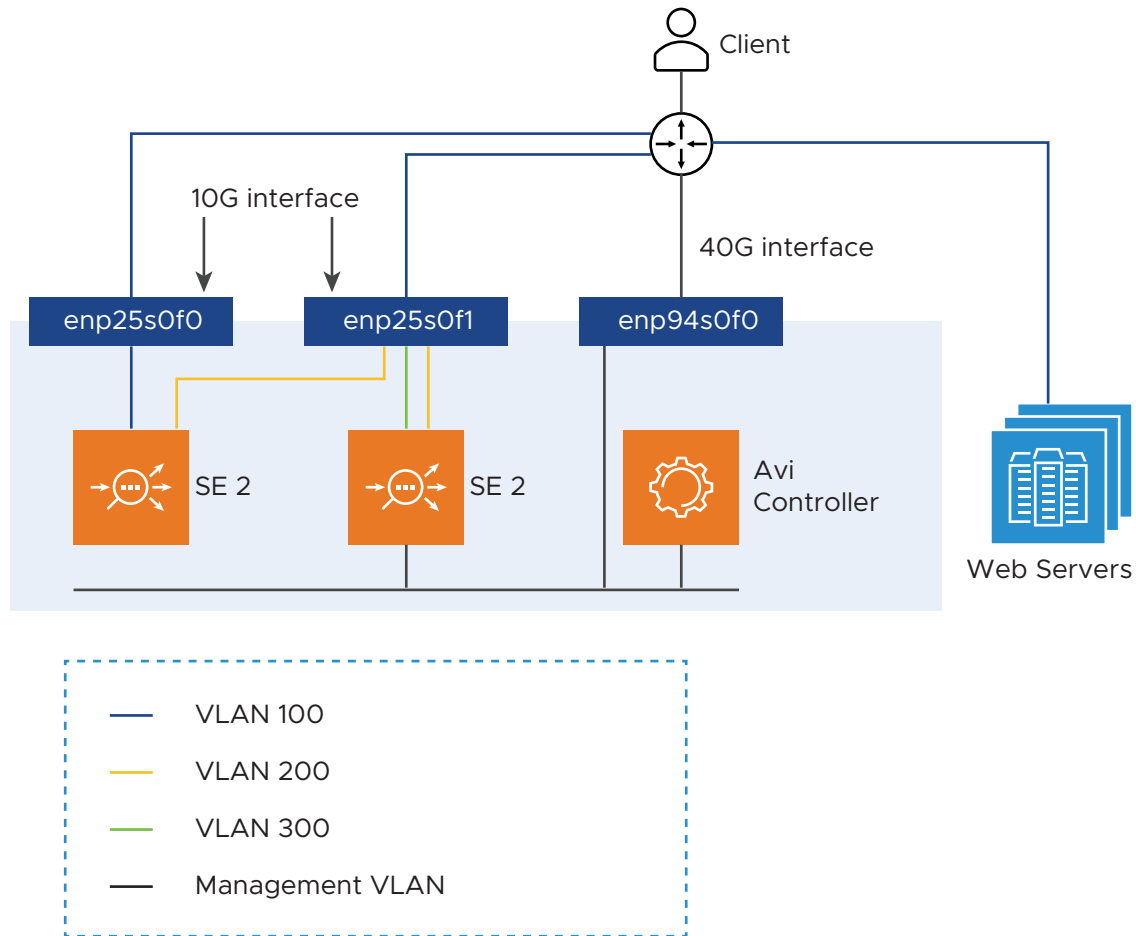 Client
10G interface
40G interface
enp25s0f0
enp25s0f1
enp94s0f0
SE 2
SE 2
Avi
Controller
Web Servers
VLAN 100
VLAN 200
VLAN 300
Management VLAN